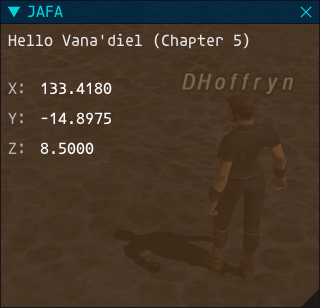 JAFA
Hello Vana'diel (Chapter 5)
DHoffryn
X: 133.4180
Y: -14.8975
Z: 8.5000